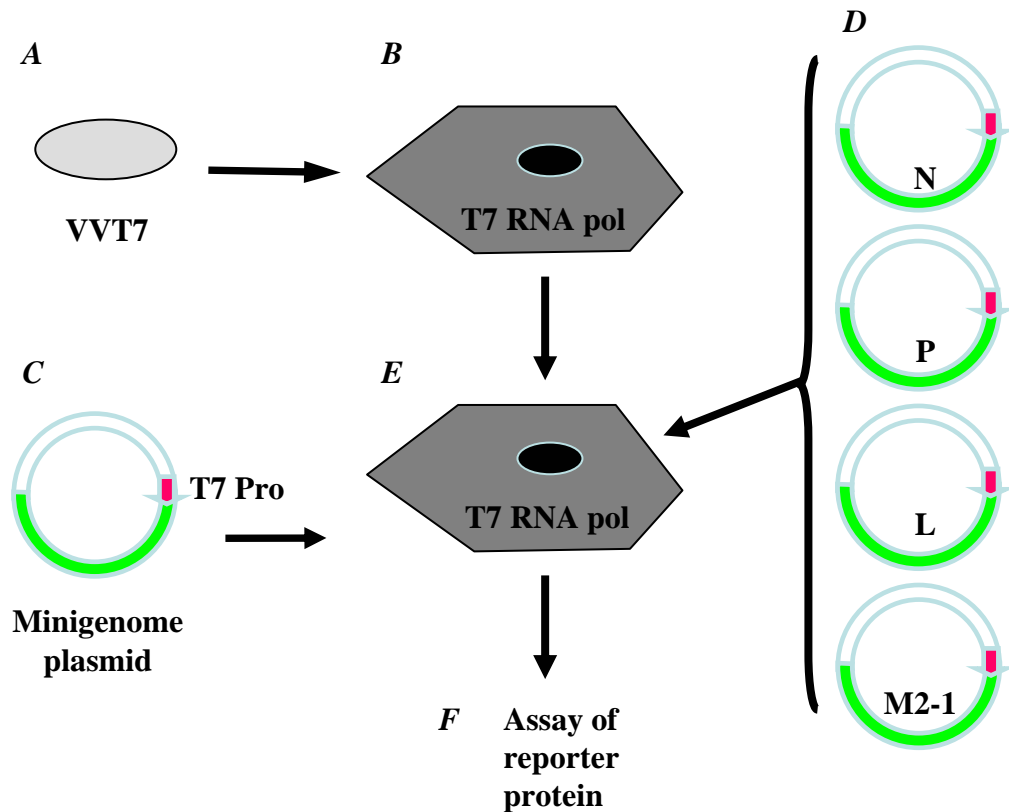 A
B
D
VVT7
T7 RNA pol
N
P
C
E
T7 Pro
T7 RNA pol
L
Minigenome
plasmid
M2-1
F
Assay of
reporter
protein